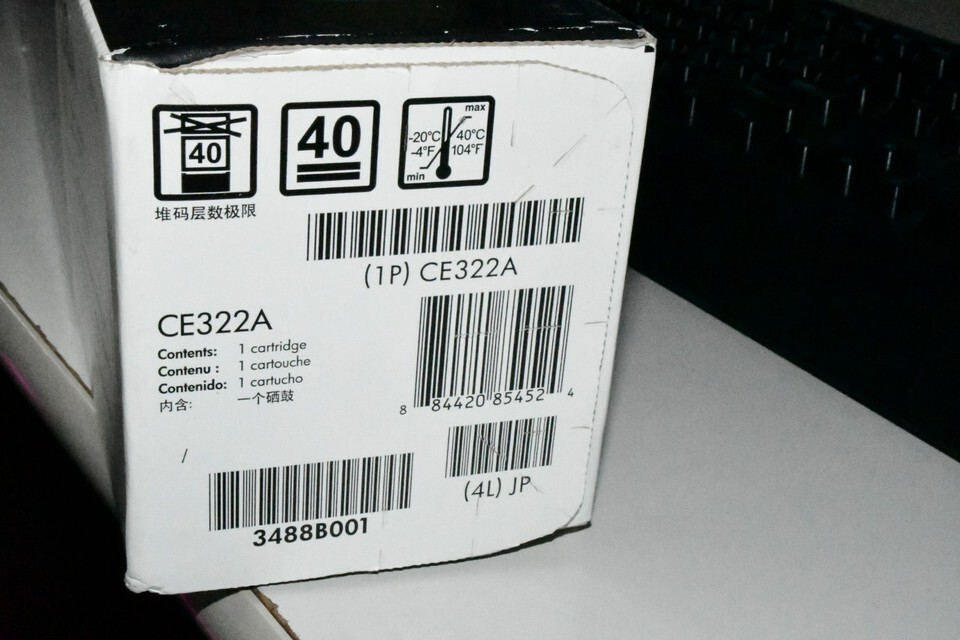 40
堆码层数极限
40
max
-20°C
40°C
-4°F
104°F
min
(1P) CE322A
CE322A
Contents: 1 cartridge
Contenu : 1 cartouche
Contenido: 1 cartucho
内含: 一个硒鼓
8 84420 85452 4
(4L) JP
3488B001